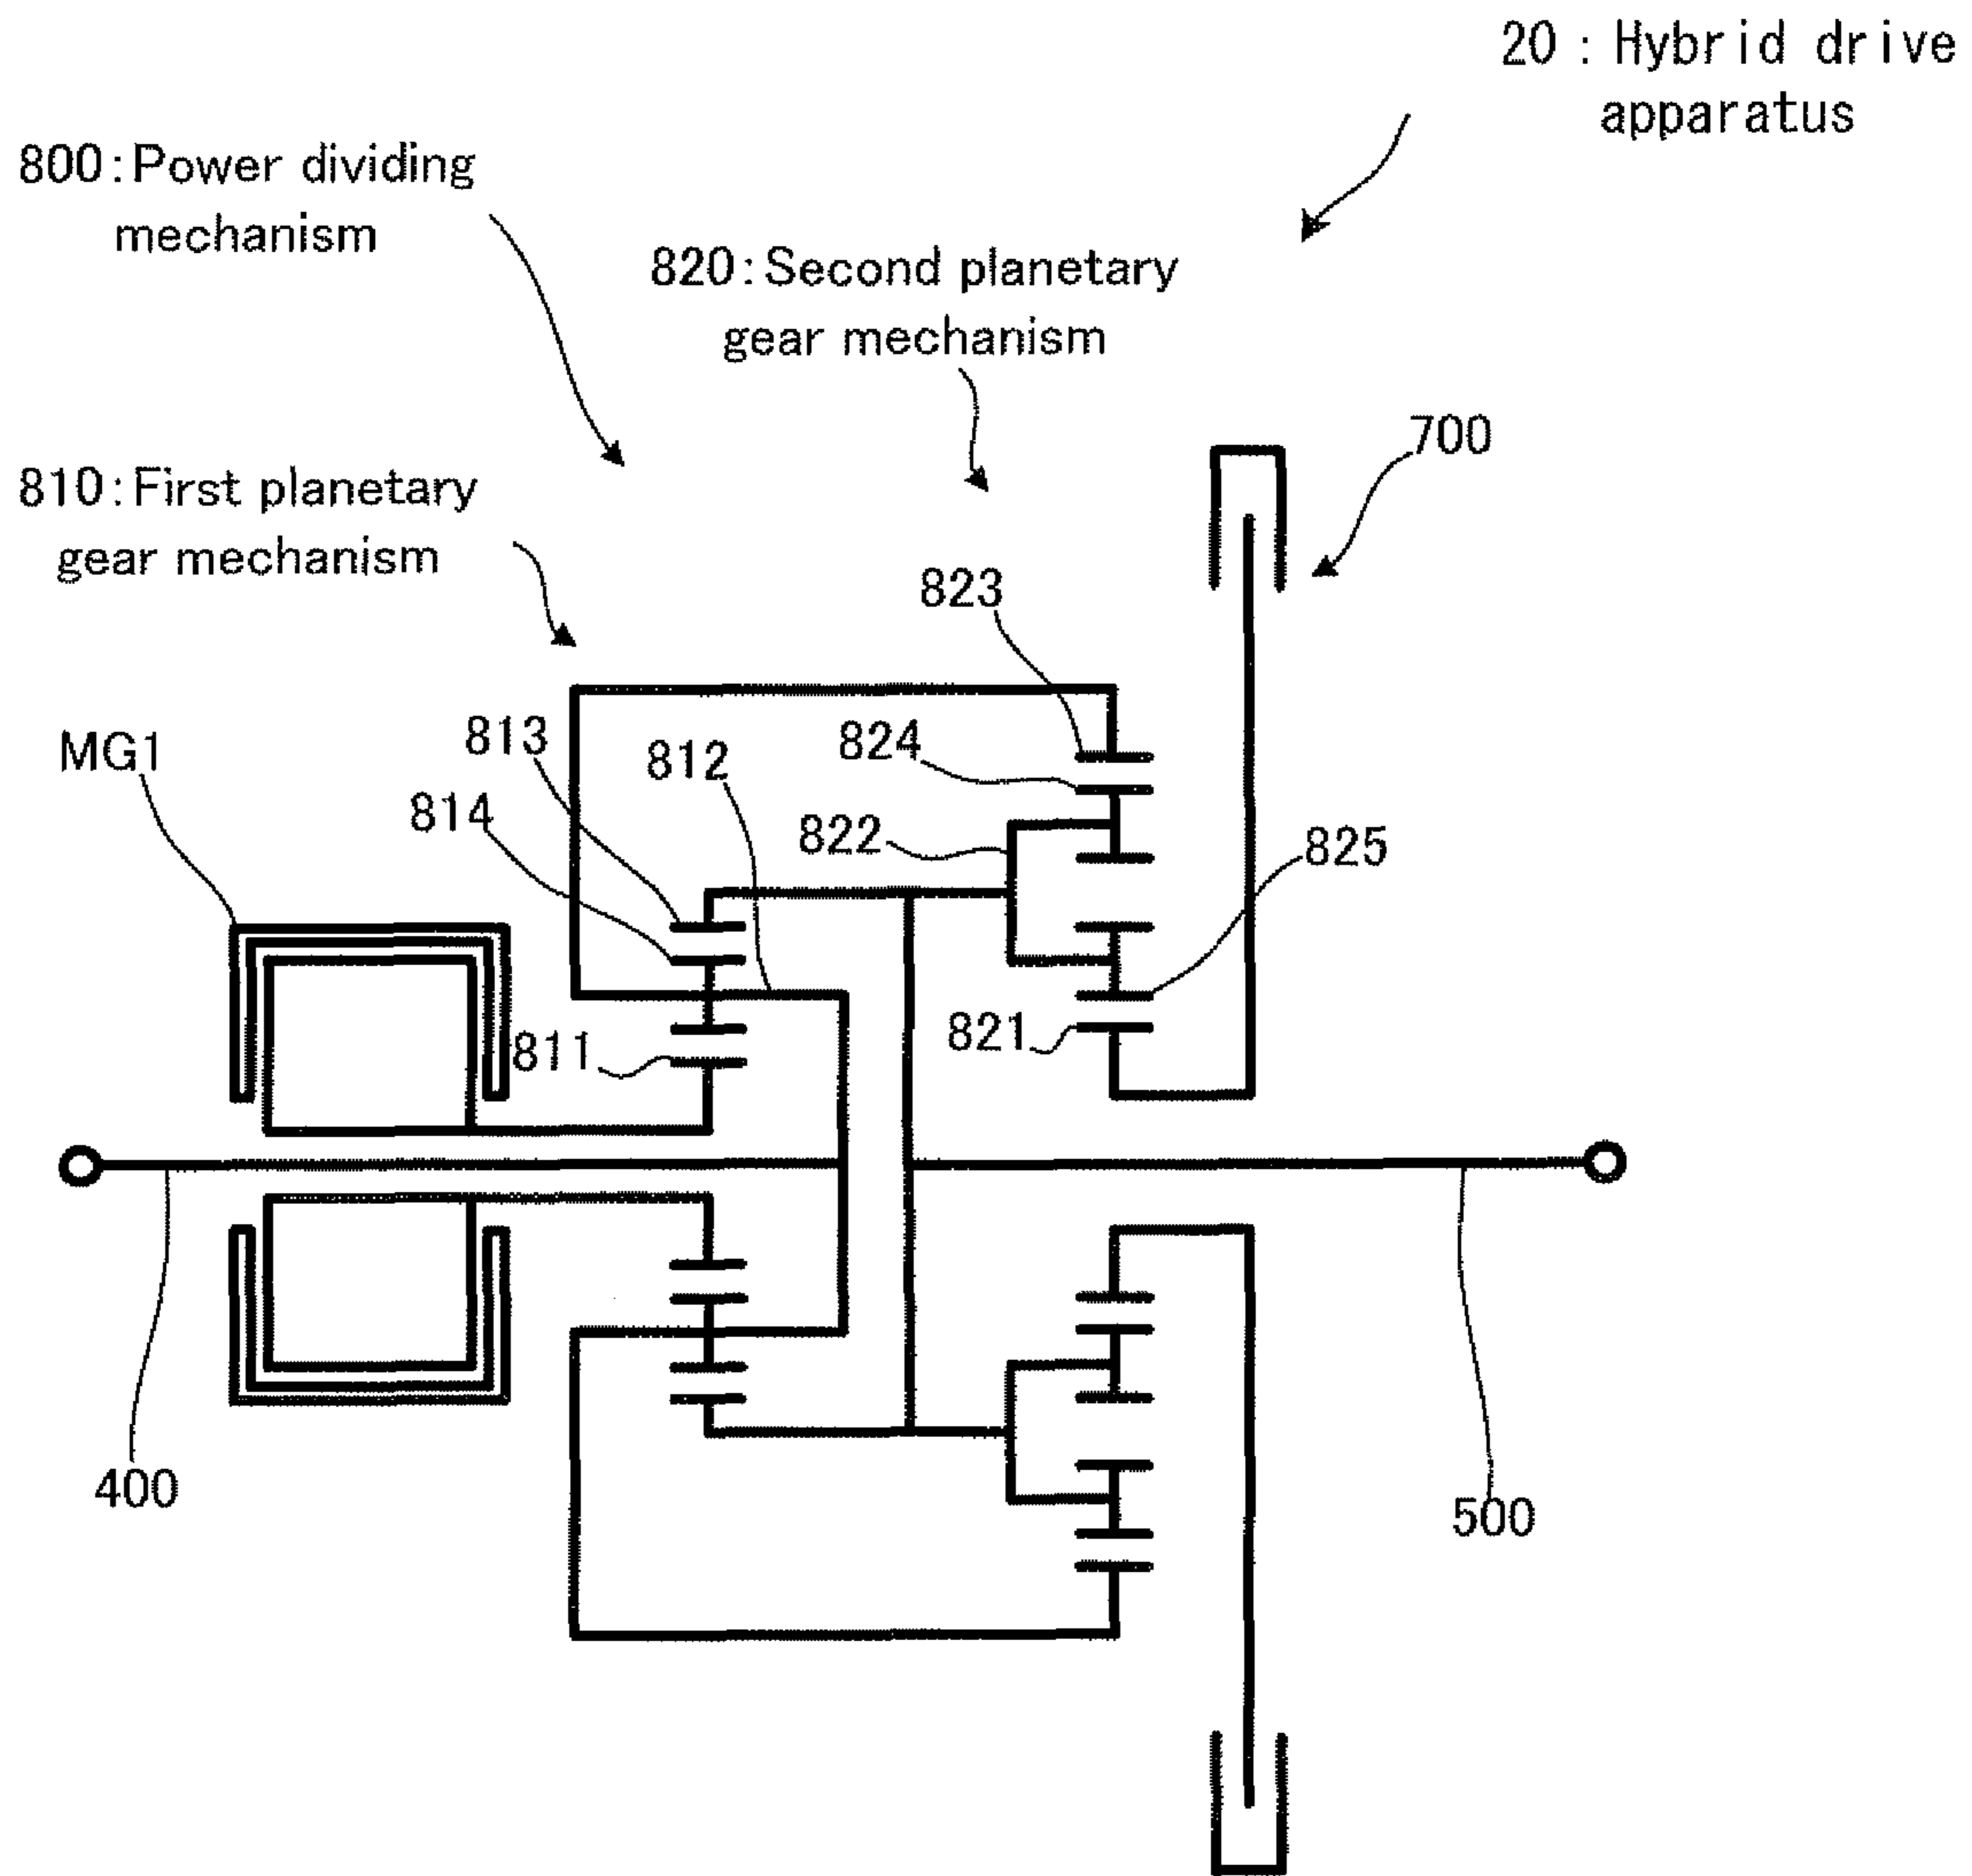 20 : Hybrid drive
apparatus
800:Power dividing
mechanism
820:Second planetary
gear mechanism
700
810:First planetary
gear mechanism
823
MG1
813
812
824
814
822
825
811
821
400
500